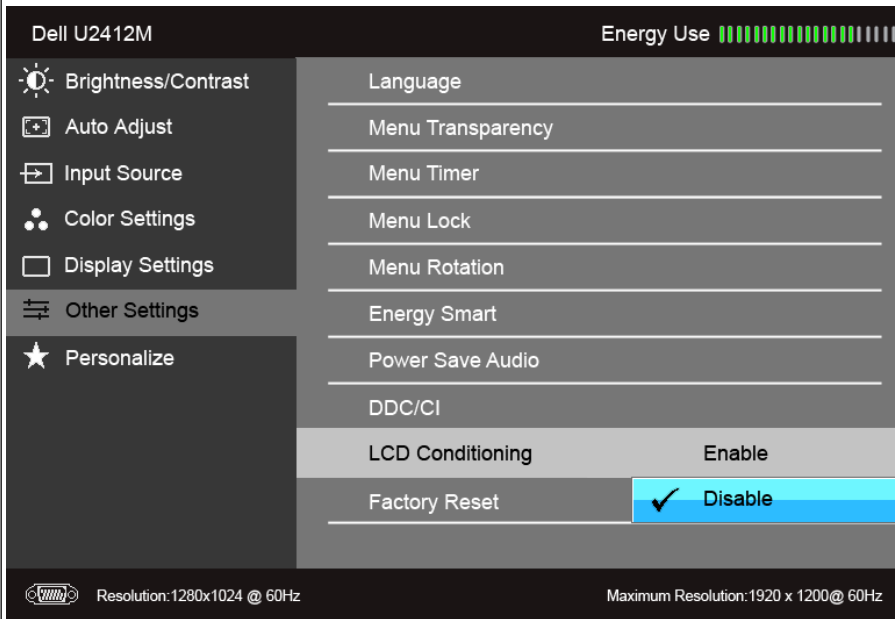 Dell U2412M
Energy Use
Brightness/Contrast
Auto Adjust
Input Source
Color Settings
Display Settings
Other Settings
Personalize
Language
Menu Transparency
Menu Timer
Menu Lock
Menu Rotation
Energy Smart
Power Save Audio
DDC/CI
LCD Conditioning
Enable
Factory Reset
Disable
Resolution:1280x1024 @ 60Hz
Maximum Resolution:1920 x 1200@ 60Hz